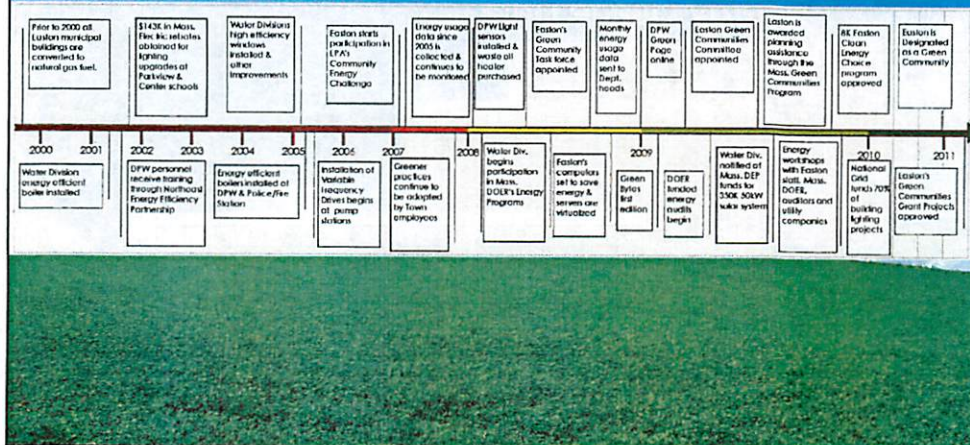 Prior to 2000 all
Easton municipal
buildings are
converted to
natural gas fuel.
$143K in Mass.
Electric rebates
obtained for
lighting
upgrades at
Parkview &
Center schools
Water Divisions
high efficiency
windows
installed &
other
improvements
Easton starts
participation in
EPA's
Community
Energy
Challenge
Energy usage
data since
2005 is
collected &
continues to
be monitored
DPW Light
sensors
installed &
waste oil
heater
purchased
Easton's
Green
Community
Task force
appointed
Monthly
energy
usage
data
sent to
Dept.
heads
DPW
Green
Page
online
Easton Green
Communities
Committee
appointed
Easton is
awarded
planning
assistance
through the
Mass. Green
Communities
Program
8K Easton
Clean
Energy
Choice
program
approved
Easton is
Designated
as a Green
Community
2000 2001 2002 2003 2004 2005 2006 2007 2008 2009 2010 2011
Water Division
energy efficient
boiler installed
DPW personnel
receive training
through Northeast
Energy Efficiency
Partnership
Energy efficient
boilers installed at
DPW & Police/Fire
Station
Installation of
Variable
Frequency
Drives begins
at pump
stations
Greener
practices
continue to
be adopted
by Town
employees
Water Div.
begins
participation
in Mass.
DOER's Energy
Programs
Easton's
computers
set to save
energy &
servers are
virtualized
Green
Bytes
first
edition
DOER
funded
energy
audits
begin
Water Div.
notified of
Mass. DEP
funds for
350K 50kW
solar system
Energy
workshops
with Easton
staff, Mass.
DOER,
auditors and
utility
companies
National
Grid
funds 70%
of
building
lighting
projects
Easton's
Green
Communities
Grant Projects
approved